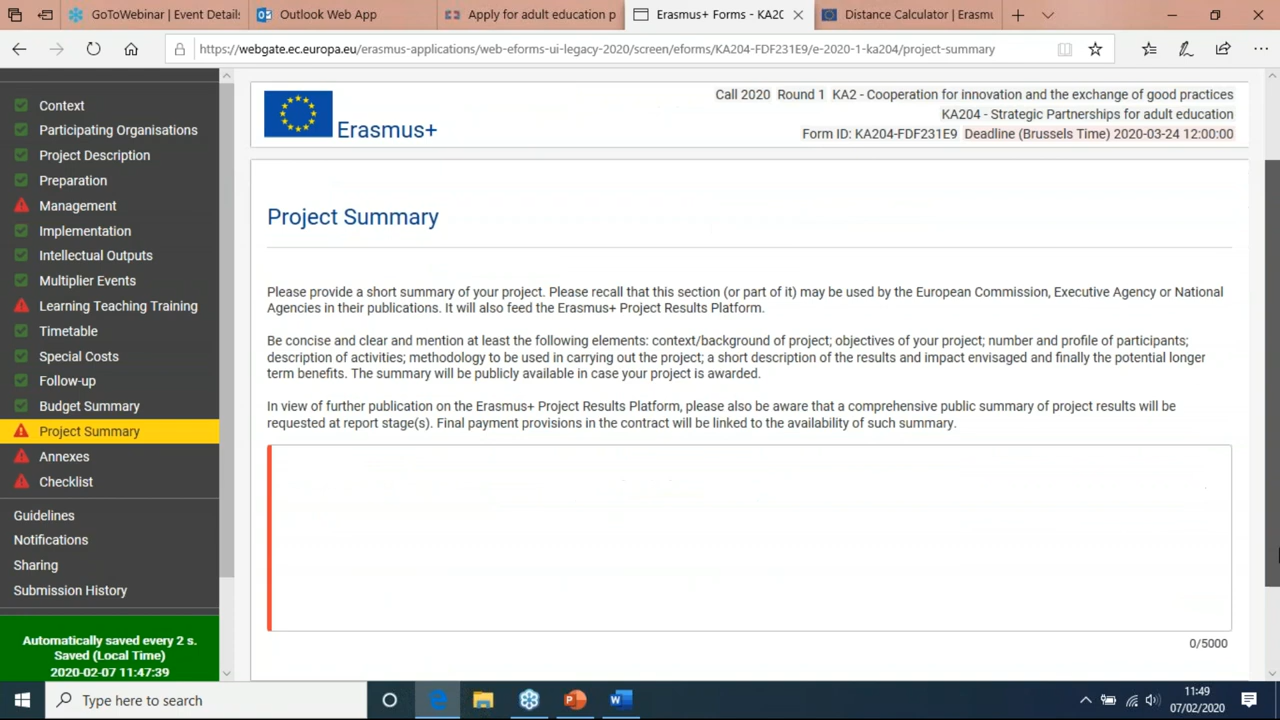 GoToWebinar | Event Details
Outlook Web App
Apply for adult education p
Erasmus+ Forms - KA20
Distance Calculator | Erasmu
https://webgate.ec.europa.eu/erasmus-applications/web-eforms-ui-legacy-2020/screen/eforms/KA204-FDF231E9/e-2020-1-ka204/project-summary
Context
Participating Organisations
Project Description
Preparation
Management
Implementation
Intellectual Outputs
Multiplier Events
Learning Teaching Training
Timetable
Special Costs
Follow-up
Budget Summary
Project Summary
Annexes
Checklist
Guidelines
Notifications
Sharing
Submission History
Automatically saved every 2 s.
Saved (Local Time)
2020-02-07 11:47:39
Erasmus+
Call 2020 Round 1 KA2 - Cooperation for innovation and the exchange of good practices
KA204 - Strategic Partnerships for adult education
Form ID: KA204-FDF231E9 Deadline (Brussels Time) 2020-03-24 12:00:00
Project Summary
Please provide a short summary of your project. Please recall that this section (or part of it) may be used by the European Commission, Executive Agency or National
Agencies in their publications. It will also feed the Erasmus+ Project Results Platform.
Be concise and clear and mention at least the following elements: context/background of project; objectives of your project; number and profile of participants;
description of activities; methodology to be used in carrying out the project; a short description of the results and impact envisaged and finally the potential longer
term benefits. The summary will be publicly available in case your project is awarded.
In view of further publication on the Erasmus+ Project Results Platform, please also be aware that a comprehensive public summary of project results will be
requested at report stage(s). Final payment provisions in the contract will be linked to the availability of such summary.
0/5000
Type here to search
11:49
07/02/2020